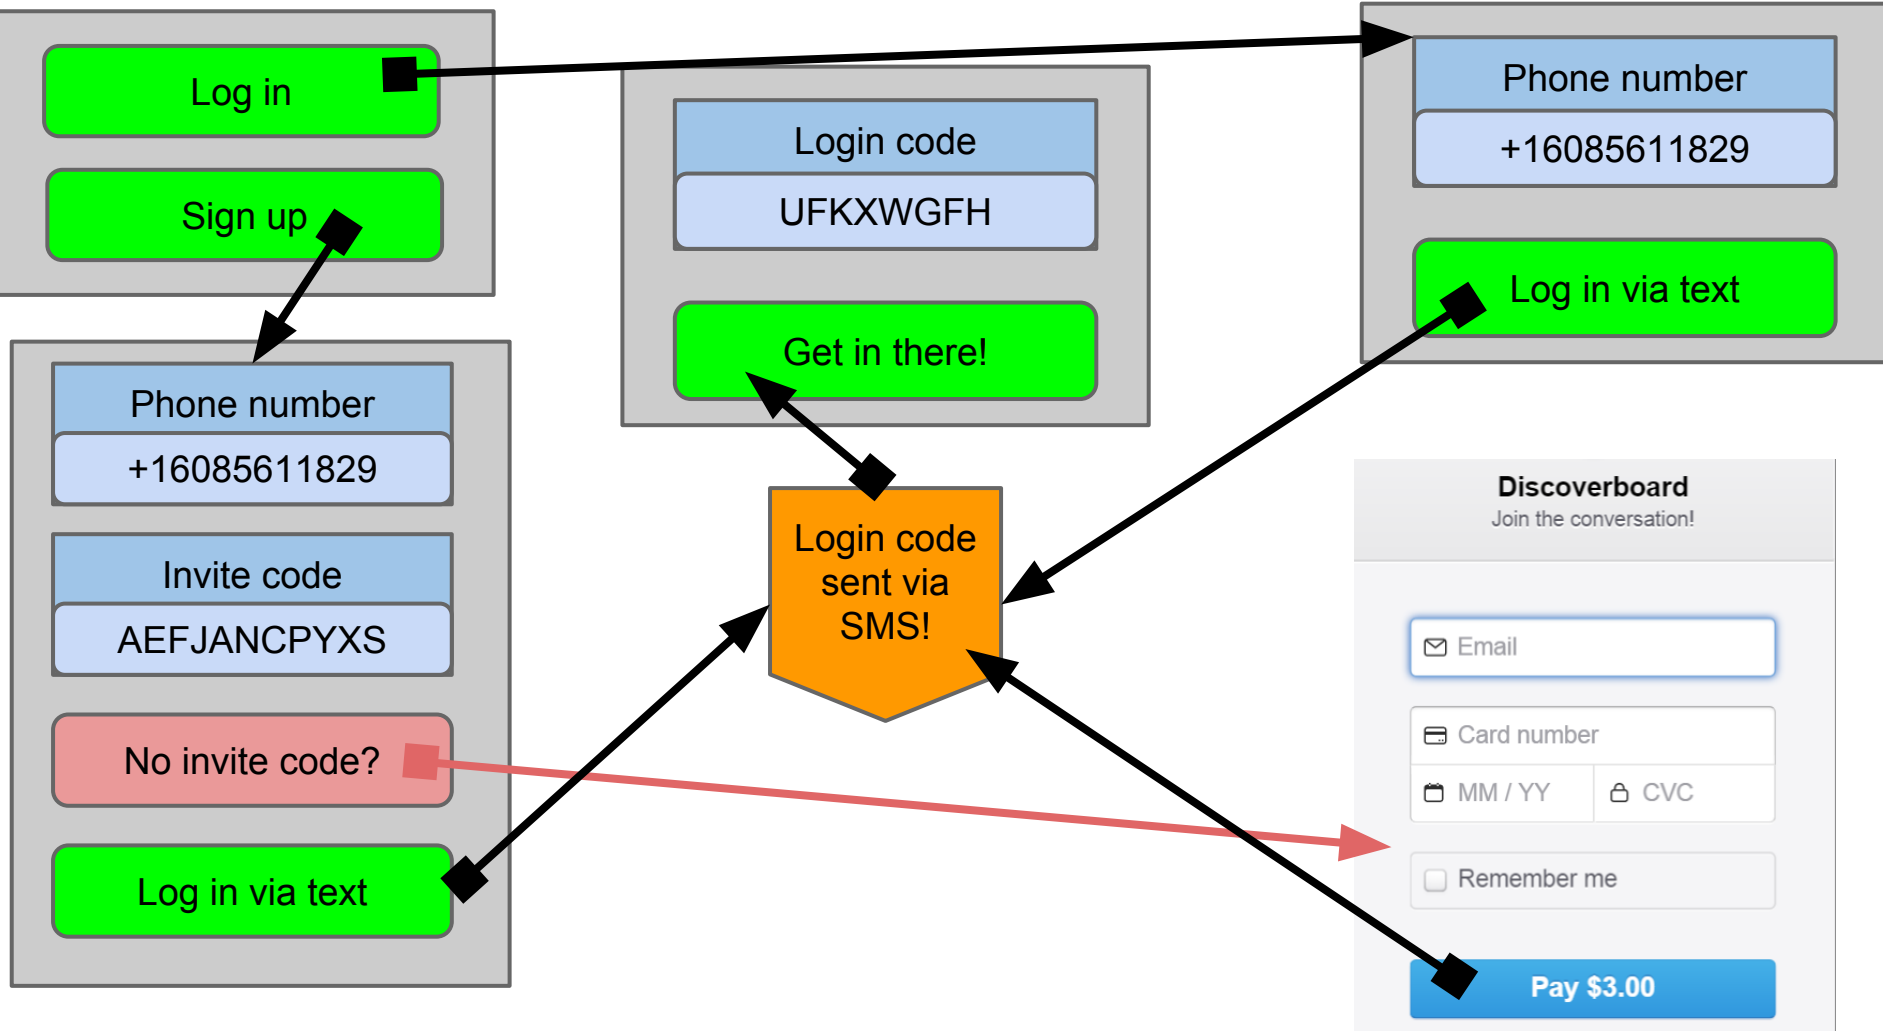 Log in
Sign up
Phone number
+16085611829
Invite code
AEFJANCPYXS
No invite code?
Log in via text
Login code
UFKXWGFH
Get in there!
Login code
sent via
SMS!
Phone number
+16085611829
Log in via text
Discoverboard
Join the conversation!
Email
Card number
MM / YY
CVC
Remember me
Pay $3.00